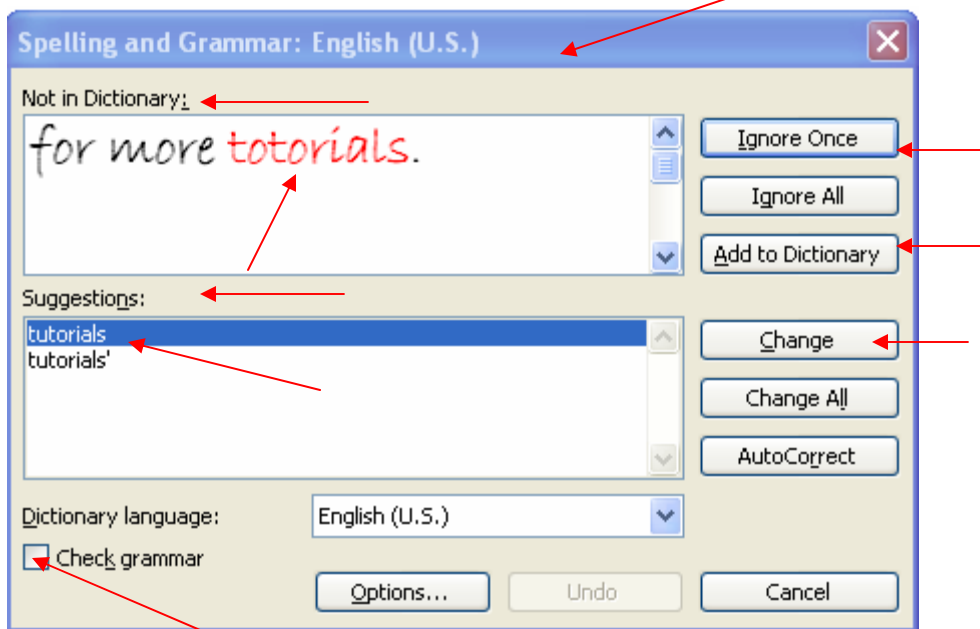 Spelling and Grammar: English (U.S.)
Not in Dictionary:
for more totorials.
Ignore Once
Ignore All
Add to Dictionary
Suggestions:
tutorials
tutorials'
Change
Change All
AutoCorrect
Dictionary language:
English (U.S.)
Check grammar
Options...
Undo
Cancel